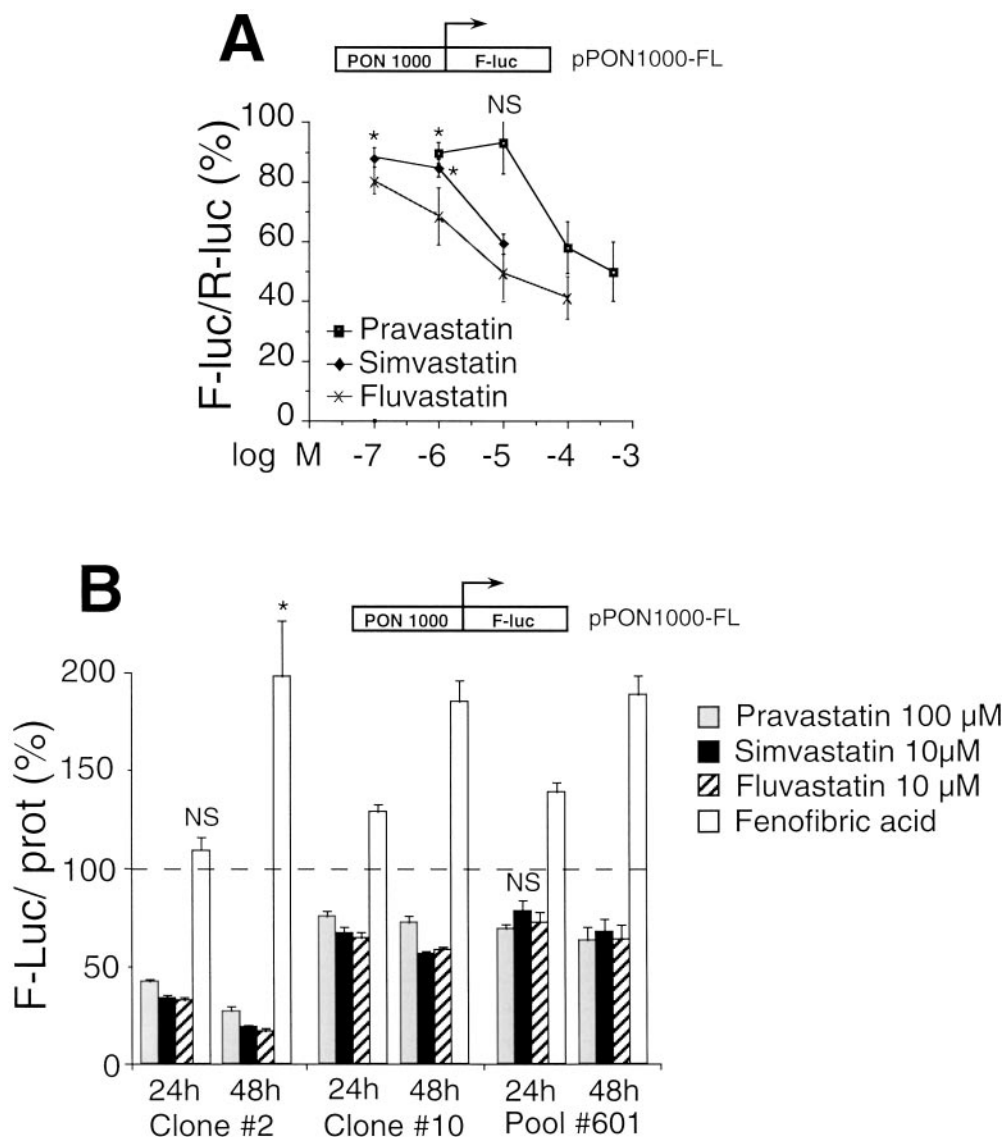 A
PON 1000 F-luc pPON1000-FL
F-luc/R-luc (%)
100
80
60
40
20
0
NS
*
*
*
Pravastatin
Simvastatin
Fluvastatin
log M -7 -6 -5 -4 -3
B
PON 1000 F-luc pPON1000-FL
F-Luc/ prot (%)
200
150
100
50
0
NS
*
NS
Pravastatin 100 µM
Simvastatin 10µM
Fluvastatin 10 µM
Fenofibric acid
24h 48h 24h 48h 24h 48h
Clone #2 Clone #10 Pool #601